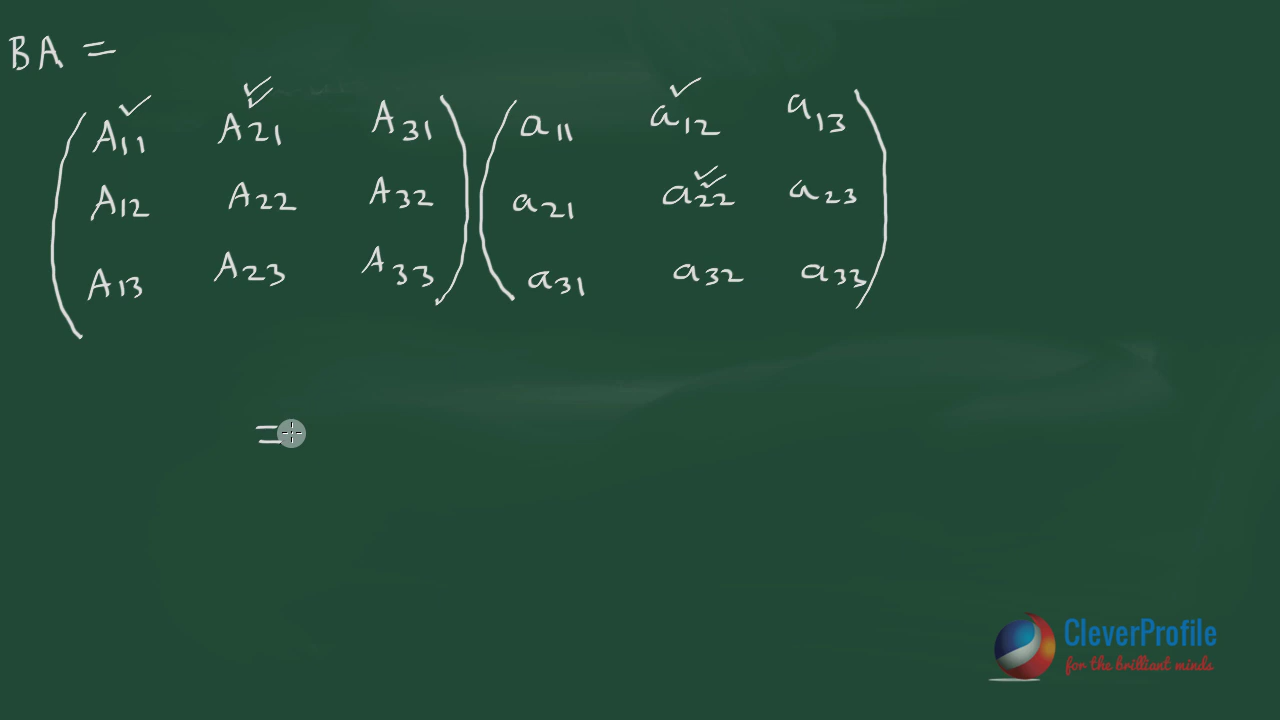 BA =
A11 A21 A31 a11 a12 a13
A12 A22 A32 a21 a22 a23
A13 A23 A33 a31 a32 a33
=
CleverProfile
for the brilliant minds